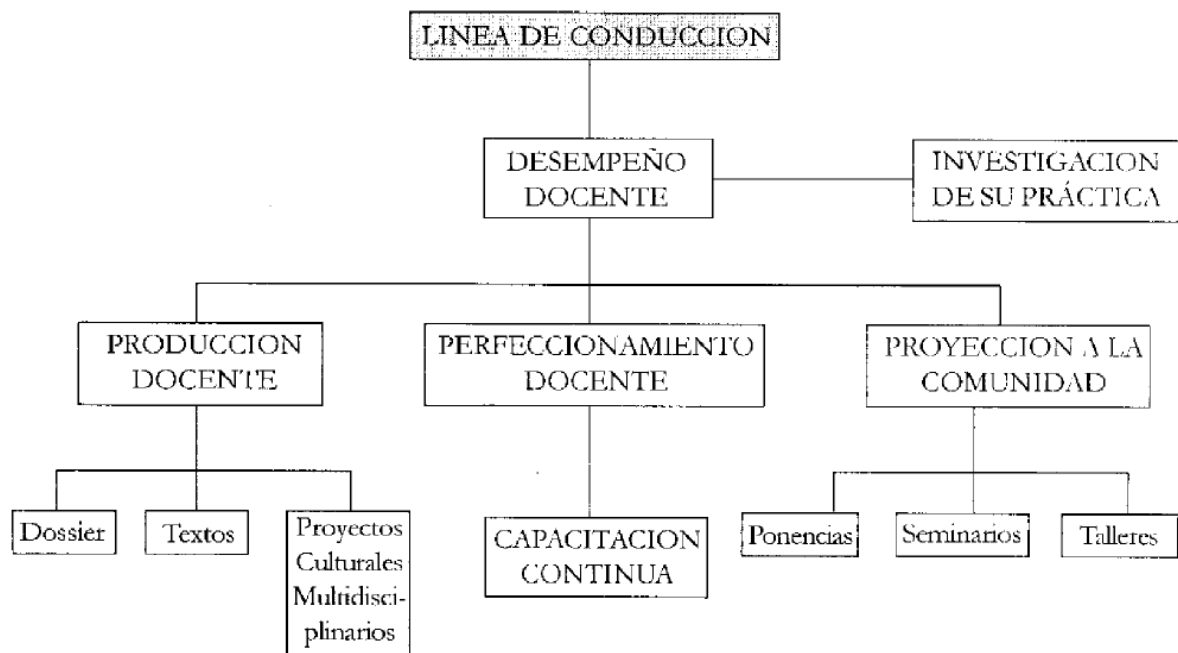 LINEA DE CONDUCCION
DESEMPEÑO
DOCENTE
INVESTIGACION
DE SU PRÁCTICA
PRODUCCION
DOCENTE
PERFECCIONAMIENTO
DOCENTE
PROYECCION A LA
COMUNIDAD
Dossier
Textos
Proyectos
Culturales
Multidisci-
plinarios
CAPACITACION
CONTINUA
Ponencias
Seminarios
Talleres